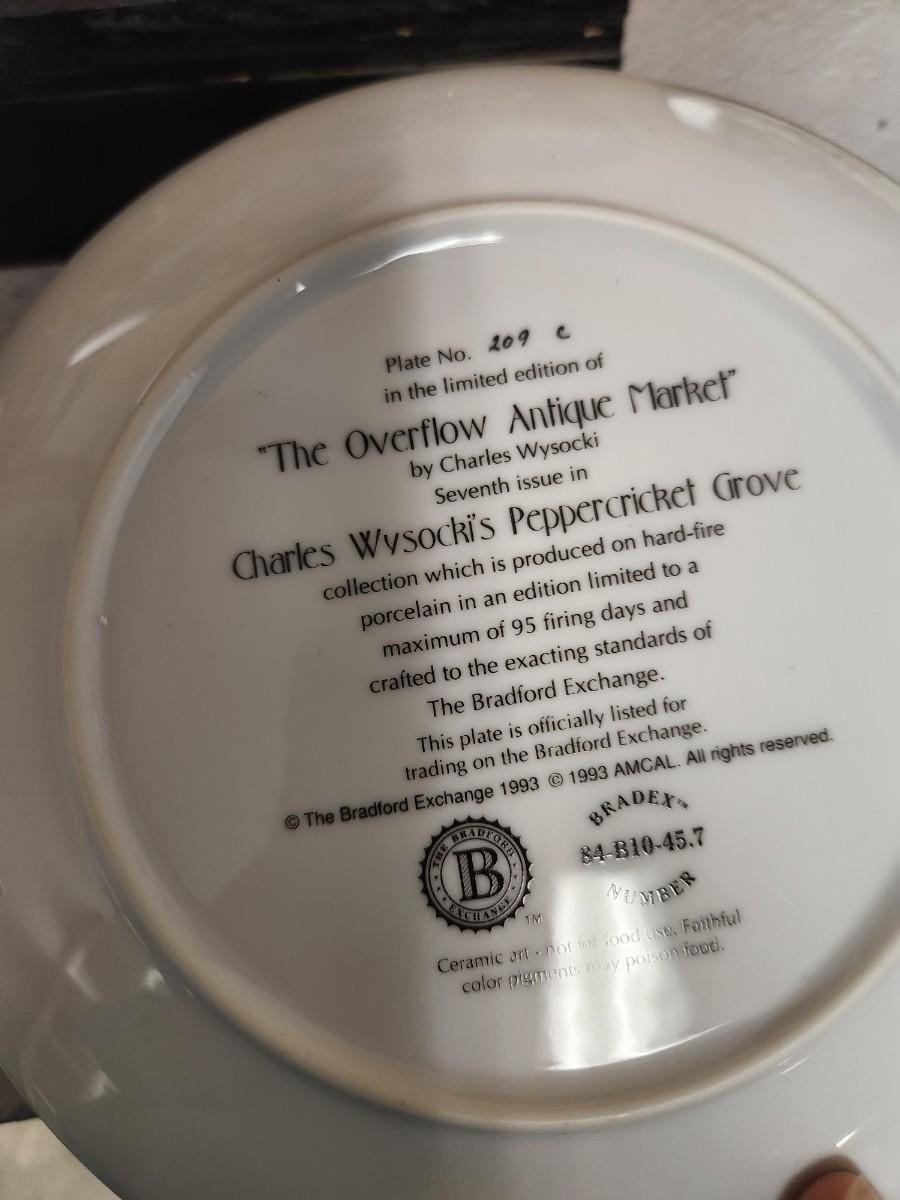 Plate No. 209 C
in the limited edition of
"The Overflow Antique Market"
by Charles Wysocki
Seventh issue in
Charles Wysocki's Peppercricket Grove
collection which is produced on hard-fire
porcelain in an edition limited to a
maximum of 95 firing days and
crafted to the exacting standards of
The Bradford Exchange.
This plate is officially listed for
trading on the Bradford Exchange.
© The Bradford Exchange 1993 © 1993 AMCAL. All rights reserved.
THE BRADFORD
B
EXCHANGE
TM
BRADEX™
84-B10-45.7
NUMBER
Ceramic art - not for food use. Faithful
color pigments may poison food.